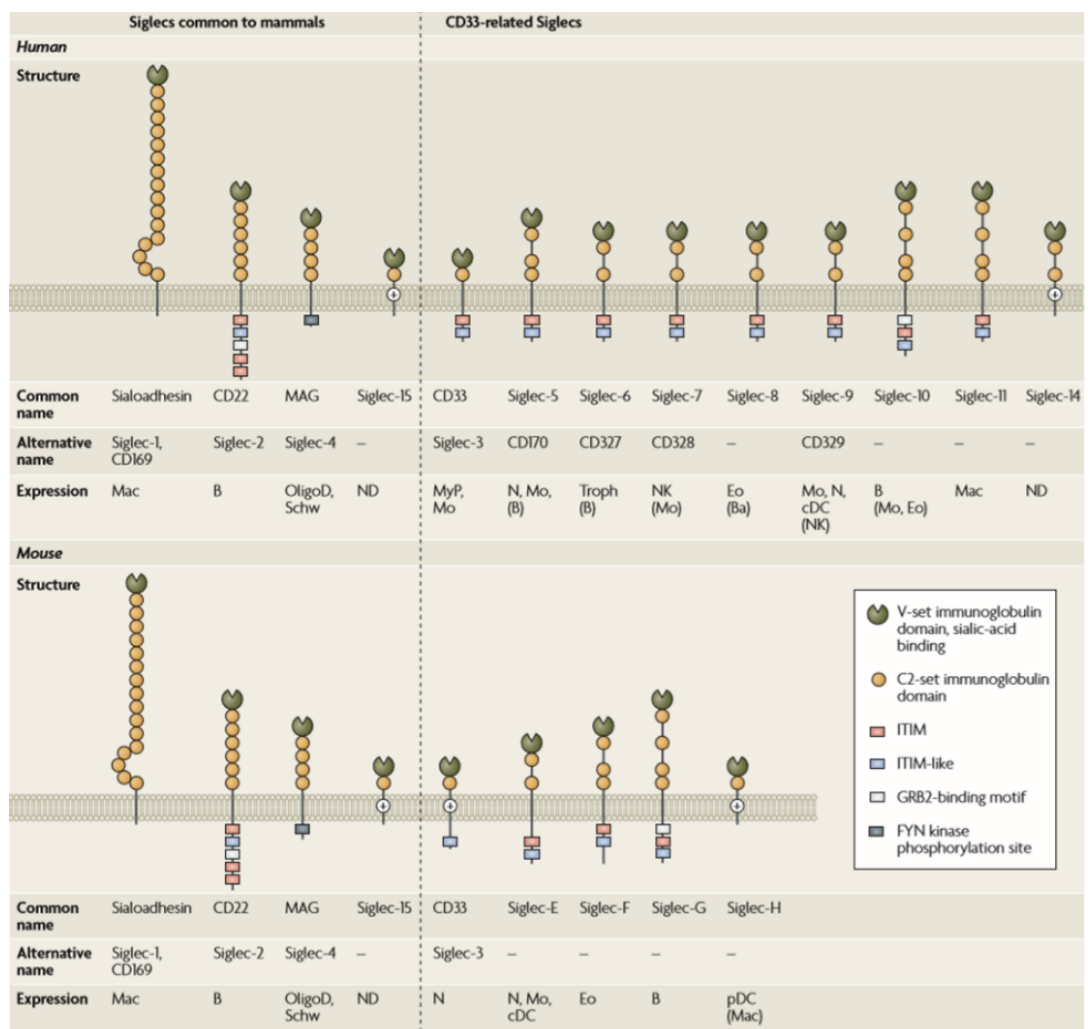 Siglecs common to mammals CD33-related Siglecs
Human
Structure
Common name Sialoadhesin CD22 MAG Siglec-15 CD33 Siglec-5 Siglec-6 Siglec-7 Siglec-8 Siglec-9 Siglec-10 Siglec-11 Siglec-14
Alternative name Siglec-1, CD169 Siglec-2 Siglec-4 – Siglec-3 CD170 CD327 CD328 – CD329 – – –
Expression Mac B OligoD, Schw ND MyP, Mo N, Mo, (B) Troph (B) NK (Mo) Eo (Ba) Mo, N, cDC (NK) B (Mo, Eo) Mac ND
Mouse
Structure
V-set immunoglobulin
domain, sialic-acid
binding
C2-set immunoglobulin
domain
ITIM
ITIM-like
GRB2-binding motif
FYN kinase
phosphorylation site
Common name Sialoadhesin CD22 MAG Siglec-15 CD33 Siglec-E Siglec-F Siglec-G Siglec-H
Alternative name Siglec-1, CD169 Siglec-2 Siglec-4 – Siglec-3 – – – –
Expression Mac B OligoD, Schw ND N N, Mo, cDC Eo B pDC (Mac)